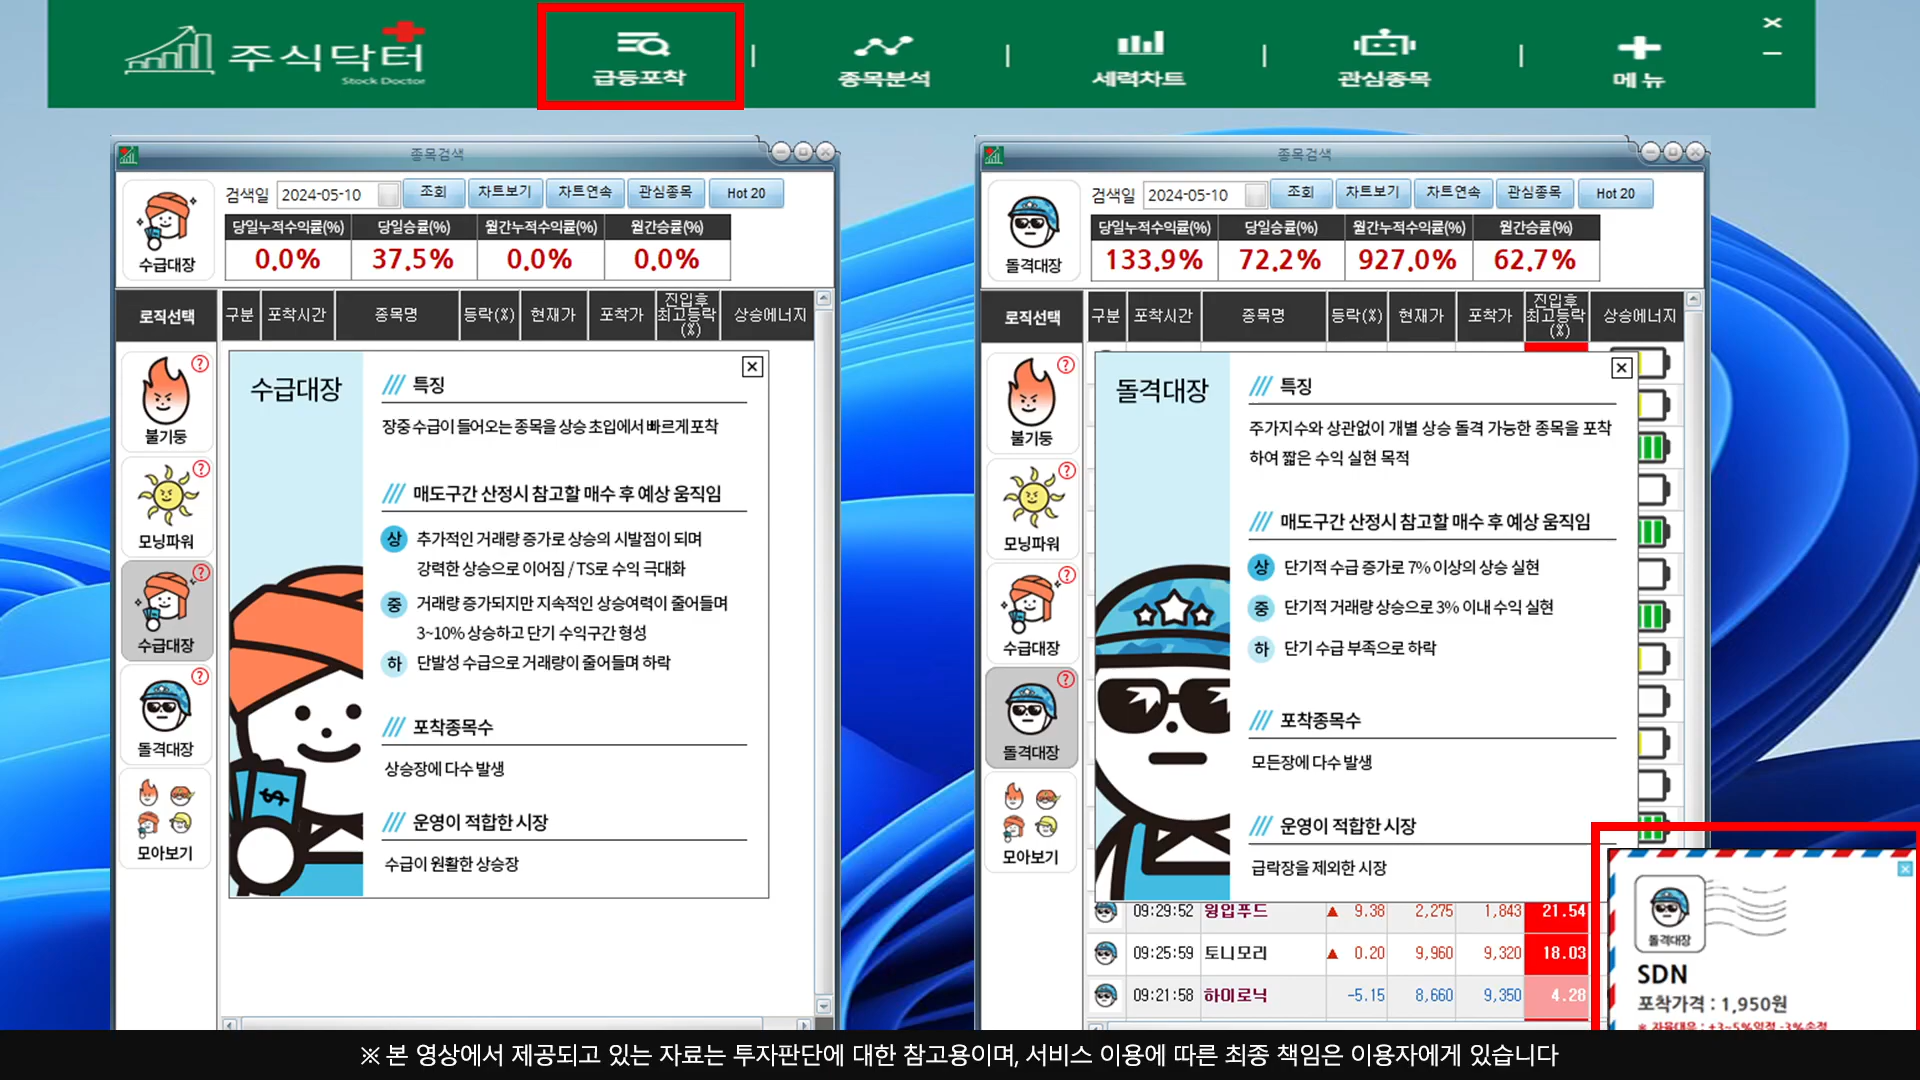 주식닥터
Stock Doctor
급등포착
종목분석
세력차트
관심종목
메뉴
종목검색
수급대장
검색일 2024-05-10 조회 차트보기 차트연속 관심종목 Hot 20
당일누적수익률(%) 당일승률(%) 월간누적수익률(%) 월간승률(%)
0.0% 37.5% 0.0% 0.0%
로직선택 구분 포착시간 종목명 등락(%) 현재가 포착가 진입후 최고등락 (%) 상승에너지
불기둥
모닝파워
수급대장
돌격대장
모아보기
수급대장
/// 특징
장중 수급이 들어오는 종목을 상승 초입에서 빠르게 포착
/// 매도구간 산정시 참고할 매수 후 예상 움직임
상 추가적인 거래량 증가로 상승의 시발점이 되며
강력한 상승으로 이어짐 / TS로 수익 극대화
중 거래량 증가되지만 지속적인 상승여력이 줄어들며
3~10% 상승하고 단기 수익구간 형성
하 단발성 수급으로 거래량이 줄어들며 하락
/// 포착종목수
상승장에 다수 발생
/// 운영이 적합한 시장
수급이 원활한 상승장
종목검색
돌격대장
검색일 2024-05-10 조회 차트보기 차트연속 관심종목 Hot 20
당일누적수익률(%) 당일승률(%) 월간누적수익률(%) 월간승률(%)
133.9% 72.2% 927.0% 62.7%
로직선택 구분 포착시간 종목명 등락(%) 현재가 포착가 진입후 최고등락 (%) 상승에너지
불기둥
모닝파워
수급대장
돌격대장
모아보기
돌격대장
/// 특징
주가지수와 상관없이 개별 상승 돌격 가능한 종목을 포착
하여 짧은 수익 실현 목적
/// 매도구간 산정시 참고할 매수 후 예상 움직임
상 단기적 수급 증가로 7% 이상의 상승 실현
중 단기적 거래량 상승으로 3% 이내 수익 실현
하 단기 수급 부족으로 하락
/// 포착종목수
모든장에 다수 발생
/// 운영이 적합한 시장
급락장을 제외한 시장
09:29:52 윙입푸드 ▲ 9.38 2,275 1,843 21.54
09:25:59 토니모리 ▲ 0.20 9,960 9,320 18.03
09:21:58 하이로닉 -5.15 8,660 9,350 4.28
돌격대장
SDN
포착가격 : 1,950원
※ 본 영상에서 제공되고 있는 자료는 투자판단에 대한 참고용이며, 서비스 이용에 따른 최종 책임은 이용자에게 있습니다